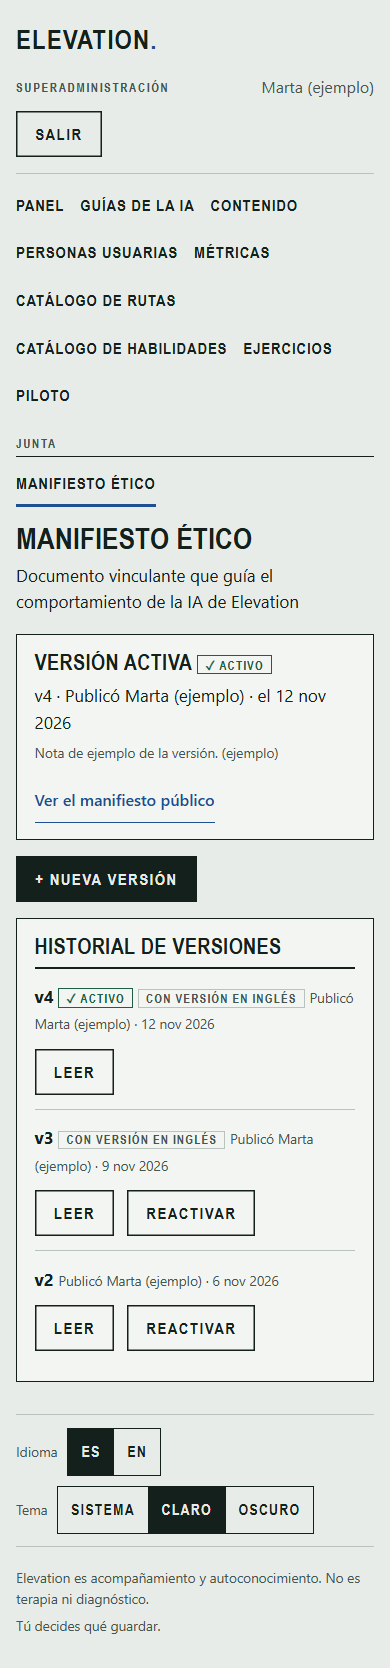 ELEVATION.
SUPERADMINISTRACIÓN Marta (ejemplo)
SALIR
PANEL GUÍAS DE LA IA CONTENIDO
PERSONAS USUARIAS MÉTRICAS
CATÁLOGO DE RUTAS
CATÁLOGO DE HABILIDADES EJERCICIOS
PILOTO
JUNTA
MANIFIESTO ÉTICO
MANIFIESTO ÉTICO
Documento vinculante que guía el
comportamiento de la IA de Elevation
VERSIÓN ACTIVA ✓ ACTIVO
v4 · Publicó Marta (ejemplo) · el 12 nov
2026
Nota de ejemplo de la versión. (ejemplo)
Ver el manifiesto público
+ NUEVA VERSIÓN
HISTORIAL DE VERSIONES
v4 ✓ ACTIVO CON VERSIÓN EN INGLÉS Publicó
Marta (ejemplo) · 12 nov 2026
LEER
v3 CON VERSIÓN EN INGLÉS Publicó Marta
(ejemplo) · 9 nov 2026
LEER REACTIVAR
v2 Publicó Marta (ejemplo) · 6 nov 2026
LEER REACTIVAR
Idioma ES EN
Tema SISTEMA CLARO OSCURO
Elevation es acompañamiento y autoconocimiento. No es
terapia ni diagnóstico.
Tú decides qué guardar.